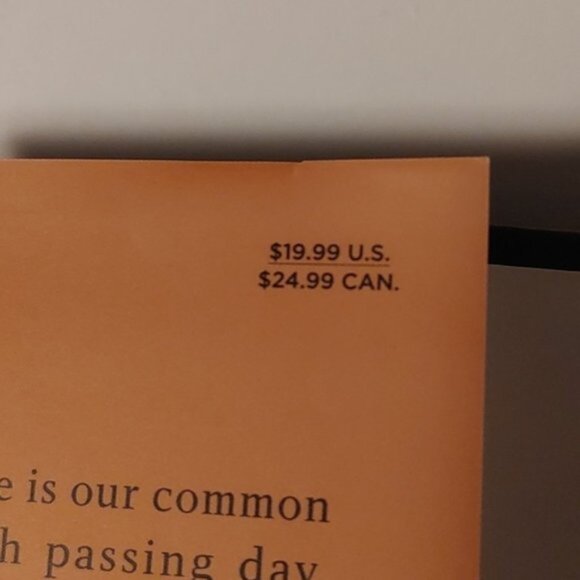 $19.99 U.S.
$24.99 CAN.
is our common
passing day